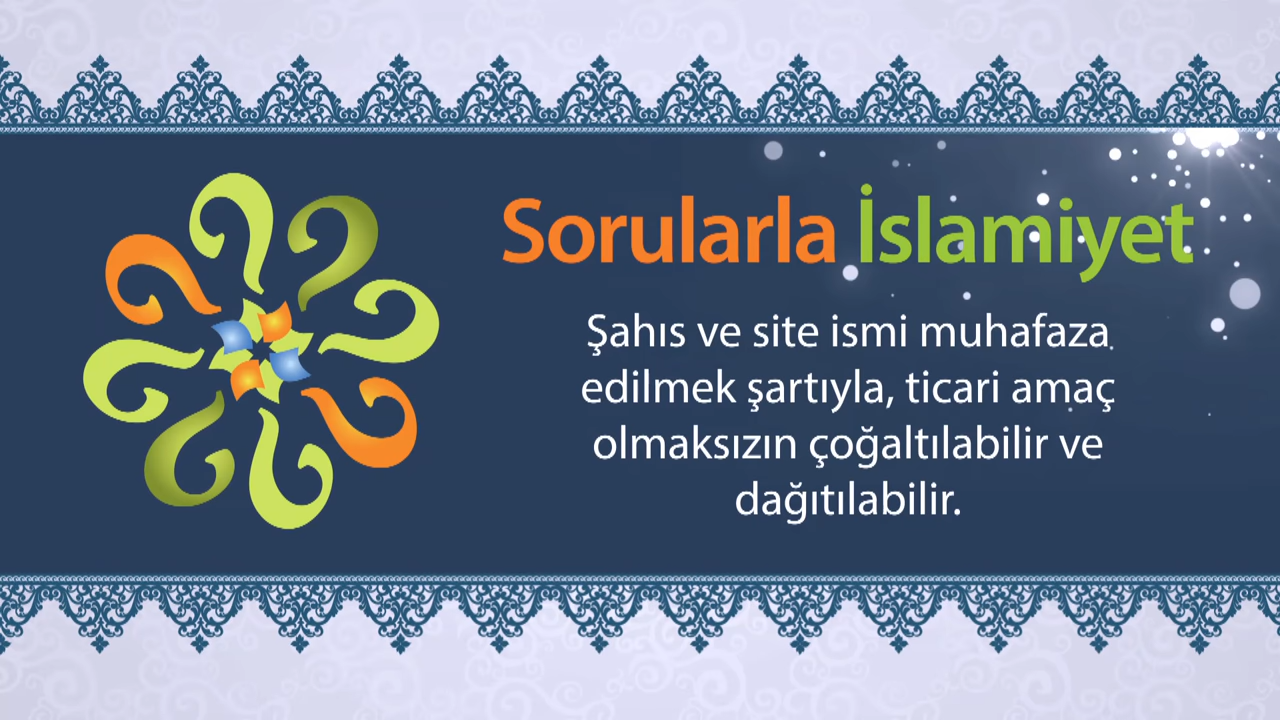 Sorularla İslamiyet
Şahıs ve site ismi muhafaza
edilmek şartıyla, ticari amaç
olmaksızın çoğaltılabilir ve
dağıtılabilir.